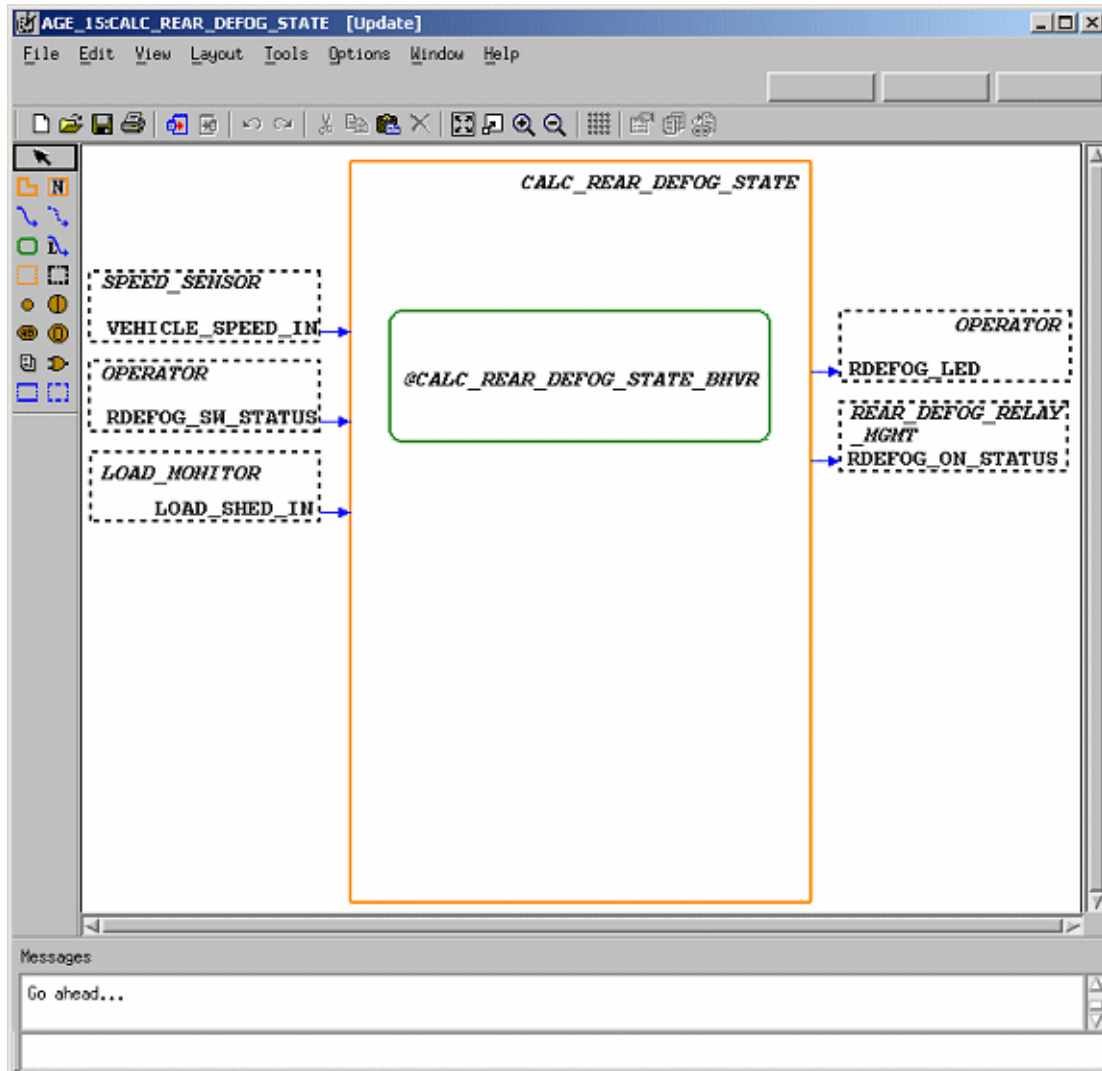 AGE_15:CALC_REAR_DEFOG_STATE [Update]
File Edit View Layout Tools Options Window Help
CALC_REAR_DEFOG_STATE
SPEED_SENSOR
VEHICLE_SPEED_IN
OPERATOR
RDEFOG_SW_STATUS
LOAD_MONITOR
LOAD_SHED_IN
@CALC_REAR_DEFOG_STATE_BHVR
OPERATOR
RDEFOG_LED
REAR_DEFOG_RELAY
_MGMT
RDEFOG_ON_STATUS
Messages
Go ahead...